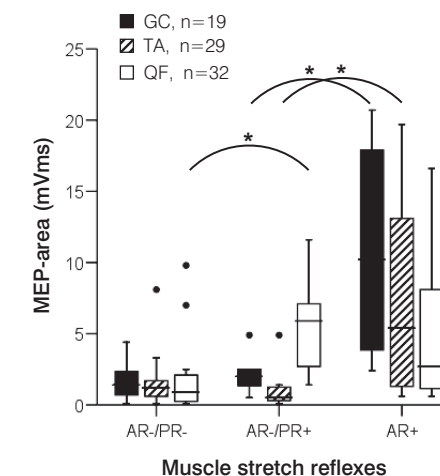 GC, n=19
TA, n=29
QF, n=32
25
20
15
10
5
0
MEP-area (mVms)
* * *
AR-/PR- AR-/PR+ AR+
Muscle stretch reflexes